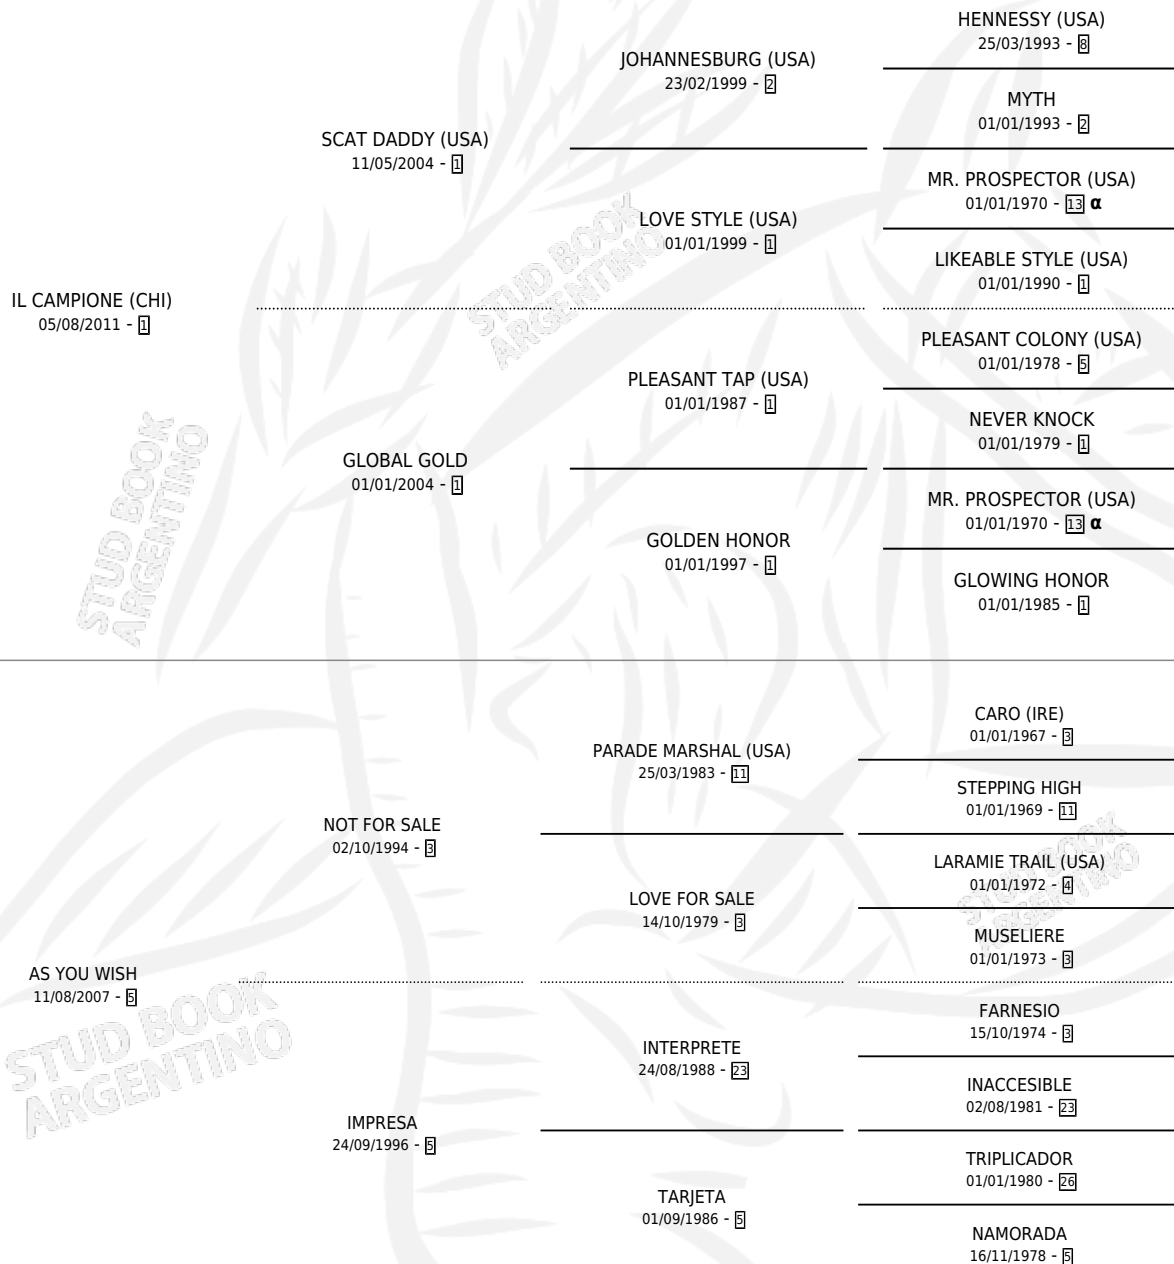 HENNESSY (USA)
25/03/1993 - 8
JOHANNESBURG (USA)
23/02/1999 - 2
MYTH
01/01/1993 - 2
SCAT DADDY (USA)
11/05/2004 - 1
MR. PROSPECTOR (USA)
01/01/1970 - 13 α
LOVE STYLE (USA)
01/01/1999 - 1
LIKEABLE STYLE (USA)
01/01/1990 - 1
IL CAMPIONE (CHI)
05/08/2011 - 1
PLEASANT COLONY (USA)
01/01/1978 - 5
PLEASANT TAP (USA)
01/01/1987 - 1
NEVER KNOCK
01/01/1979 - 1
GLOBAL GOLD
01/01/2004 - 1
MR. PROSPECTOR (USA)
01/01/1970 - 13 α
GOLDEN HONOR
01/01/1997 - 1
GLOWING HONOR
01/01/1985 - 1
CARO (IRE)
01/01/1967 - 3
PARADE MARSHAL (USA)
25/03/1983 - 11
STEPPING HIGH
01/01/1969 - 11
NOT FOR SALE
02/10/1994 - 3
LARAMIE TRAIL (USA)
01/01/1972 - 4
LOVE FOR SALE
14/10/1979 - 3
MUSELIERE
01/01/1973 - 3
AS YOU WISH
11/08/2007 - 5
FARNESIO
15/10/1974 - 3
INTERPRETE
24/08/1988 - 23
INACCESIBLE
02/08/1981 - 23
IMPRESA
24/09/1996 - 5
TRIPLICADOR
01/01/1980 - 26
TARJETA
01/09/1986 - 5
NAMORADA
16/11/1978 - 5
STUD BOOK
ARGENTINO
STUD BOOK
ARGENTINO
STUD BOOK
ARGENTINO
STUD BOOK
ARGENTINO